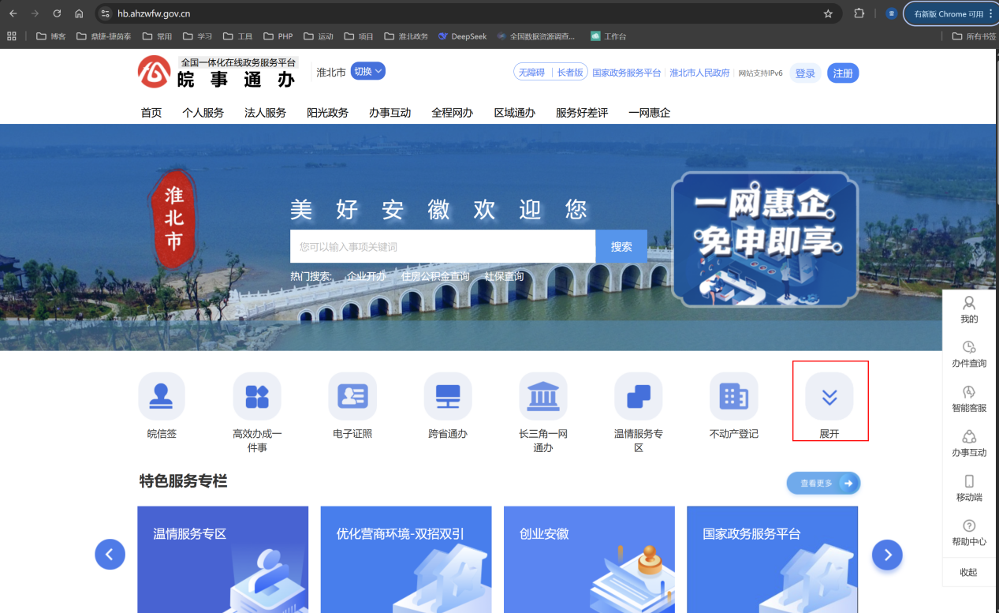 hb.ahzwfw.gov.cn
有新版 Chrome 可用
博客 鼎捷-捷茵泰 常用 学习 工具 PHP 运动 项目 淮北政务 DeepSeek 全国数据资源调查... 工作台 所有书签
全国一体化在线政务服务平台
皖事通办
淮北市 切换
无障碍 长者版 国家政务服务平台 淮北市人民政府 网站支持IPv6 登录 注册
首页 个人服务 法人服务 阳光政务 办事互动 全程网办 区域通办 服务好差评 一网惠企
淮北市
美好安徽欢迎您
您可以输入事项关键词 搜索
热门搜索: 企业开办 住房公积金查询 社保查询
一网惠企
免申即享
我的
办件查询
智能客服
办事互动
移动端
帮助中心
收起
皖信签
高效办成一
件事
电子证照
跨省通办
长三角一网
通办
温情服务专
区
不动产登记
展开
特色服务专栏
查看更多
温情服务专区
优化营商环境-双招双引
创业安徽
国家政务服务平台